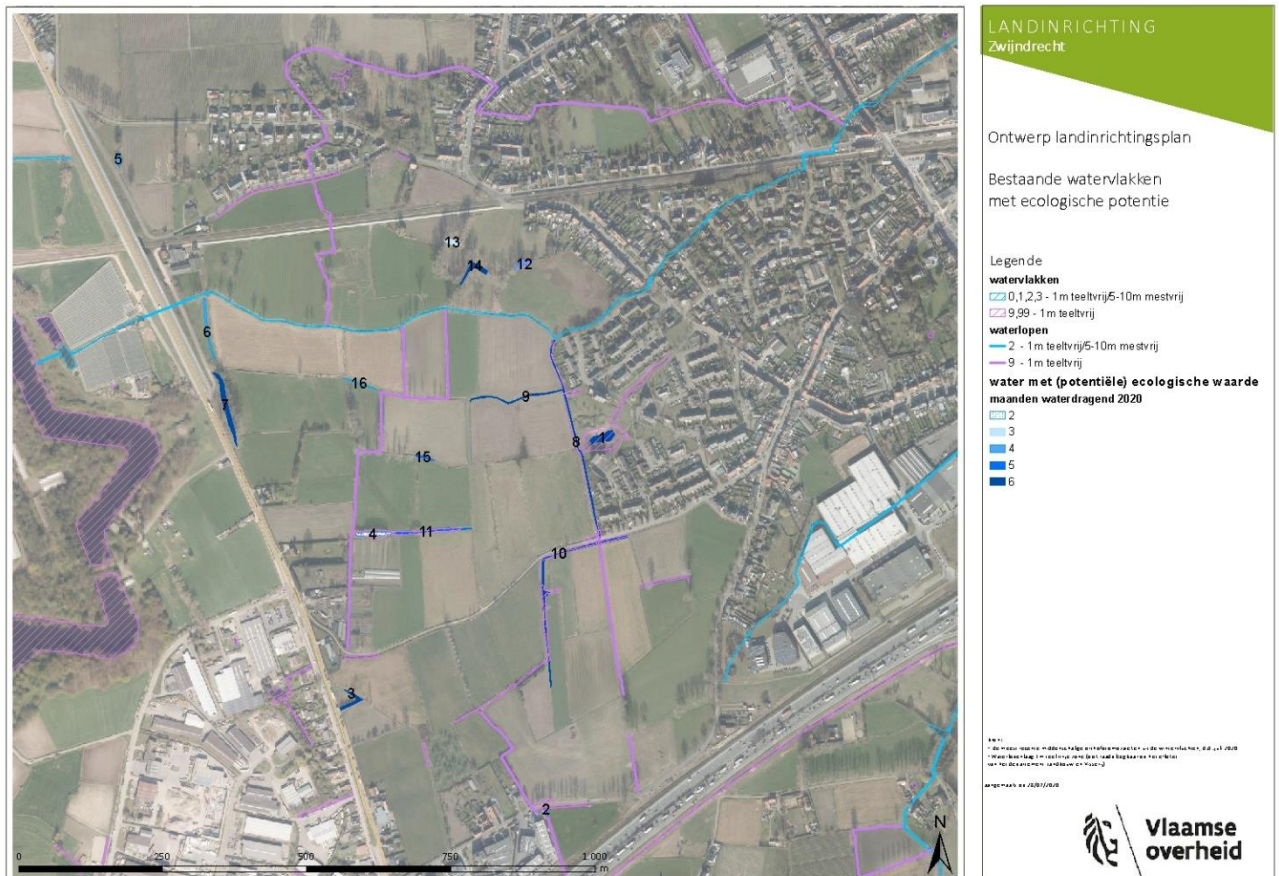 LANDINRICHTING
Zwijndrecht
Ontwerp landinrichtingsplan
Bestaande watervlakken
met ecologische potentie
Legende
watervlakken
0,1,2,3 - 1m teeltvrij/5-10m mestvrij
9,99 - 1m teeltvrij
waterlopen
2 - 1m teeltvrij/5-10m mestvrij
9 - 1m teeltvrij
water met (potentiële) ecologische waarde
maanden waterdragend 2020
2
3
4
5
6
Vlaamse
overheid
5
13
14
12
6
16
7
9
8
1
15
4
11
10
3
2
N
0
250
500
750
1 000
m